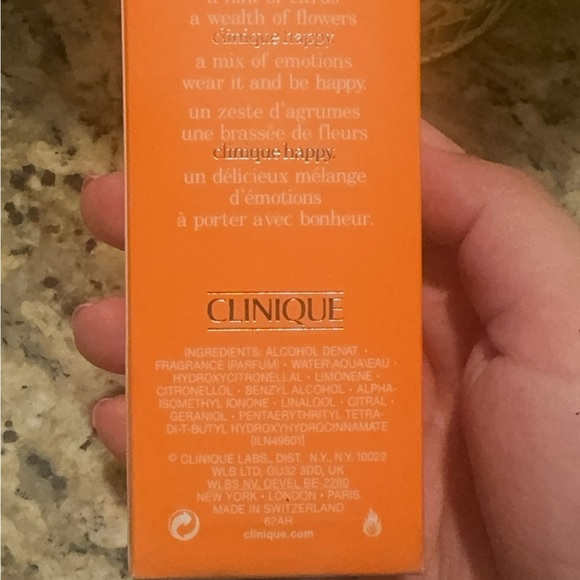 a hint of citrus
a wealth of flowers
clinique happy.
a mix of emotions
wear it and be happy.
un zeste d'agrumes
une brassée de fleurs
clinique happy.
un délicieux mélange
d'émotions
à porter avec bonheur.
CLINIQUE
INGREDIENTS: ALCOHOL DENAT. •
FRAGRANCE (PARFUM) • WATER\AQUA\EAU •
HYDROXYCITRONELLAL • LIMONENE •
CITRONELLOL • BENZYL ALCOHOL • ALPHA-
ISOMETHYL IONONE • LINALOOL • CITRAL •
GERANIOL • PENTAERYTHRITYL TETRA-
DI-T-BUTYL HYDROXYHYDROCINNAMATE
[ILN49601]
© CLINIQUE LABS., DIST. N.Y., N.Y. 10022
WLB LTD, GU32 3DD, UK
WLBS NV, OEVEL BE-2260
NEW YORK • LONDON • PARIS
MADE IN SWITZERLAND
62AH
clinique.com